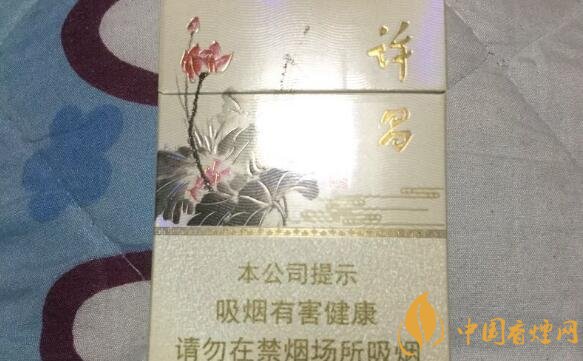 许昌
本公司提示
吸烟有害健康
请勿在禁烟场所吸烟
中国香烟网